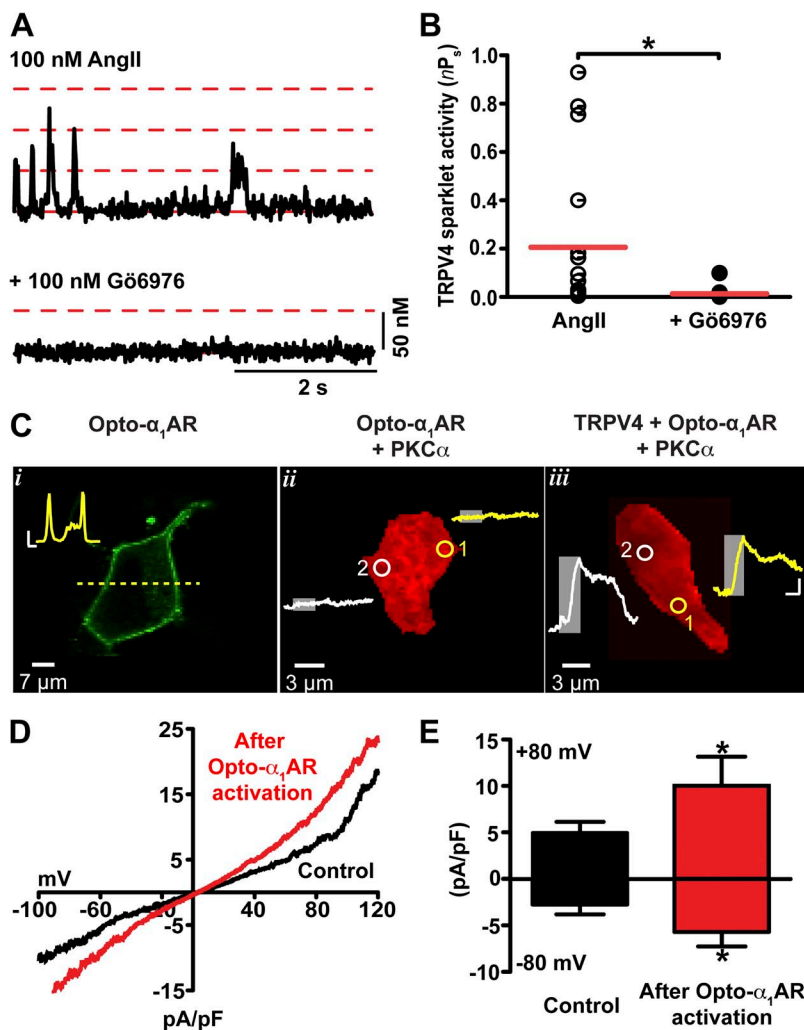 A
100 nM AngII
+ 100 nM Gö6976
50 nM
2 s
B
TRPV4 sparklet activity (nPs)
1.0
0.8
0.6
0.4
0.2
0.0
*
AngII
+ Gö6976
C
Opto-α1AR
i
7 µm
Opto-α1AR
+ PKCα
ii
2
1
3 µm
TRPV4 + Opto-α1AR
+ PKCα
iii
2
1
3 µm
D
25
15
5
-5
-15
After
Opto-α1AR
activation
Control
mV
-100
-60
40
80
120
pA/pF
E
(pA/pF)
15
10
5
0
-5
-10
+80 mV
-80 mV
*
*
Control
After Opto-α1AR
activation